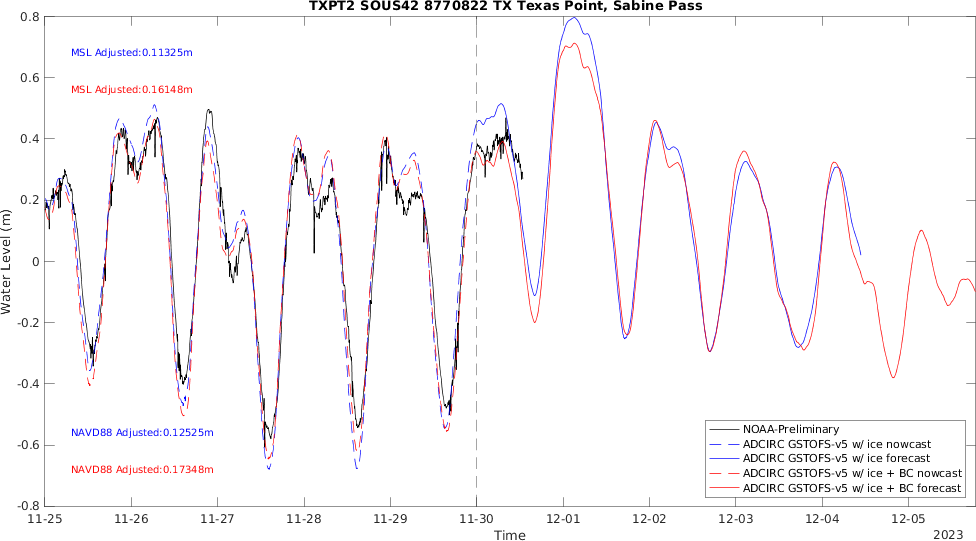 TXPT2 SOUS42 8770822 TX Texas Point, Sabine Pass
Water Level (m)
0.8
0.6
0.4
0.2
0
-0.2
-0.4
-0.6
-0.8
MSL Adjusted:0.11325m
MSL Adjusted:0.16148m
NAVD88 Adjusted:0.12525m
NAVD88 Adjusted:0.17348m
NOAA-Preliminary
ADCIRC GSTOFS-v5 w/ ice nowcast
ADCIRC GSTOFS-v5 w/ ice forecast
ADCIRC GSTOFS-v5 w/ ice + BC nowcast
ADCIRC GSTOFS-v5 w/ ice + BC forecast
11-25 11-26 11-27 11-28 11-29 11-30 12-01 12-02 12-03 12-04 12-05
Time
2023